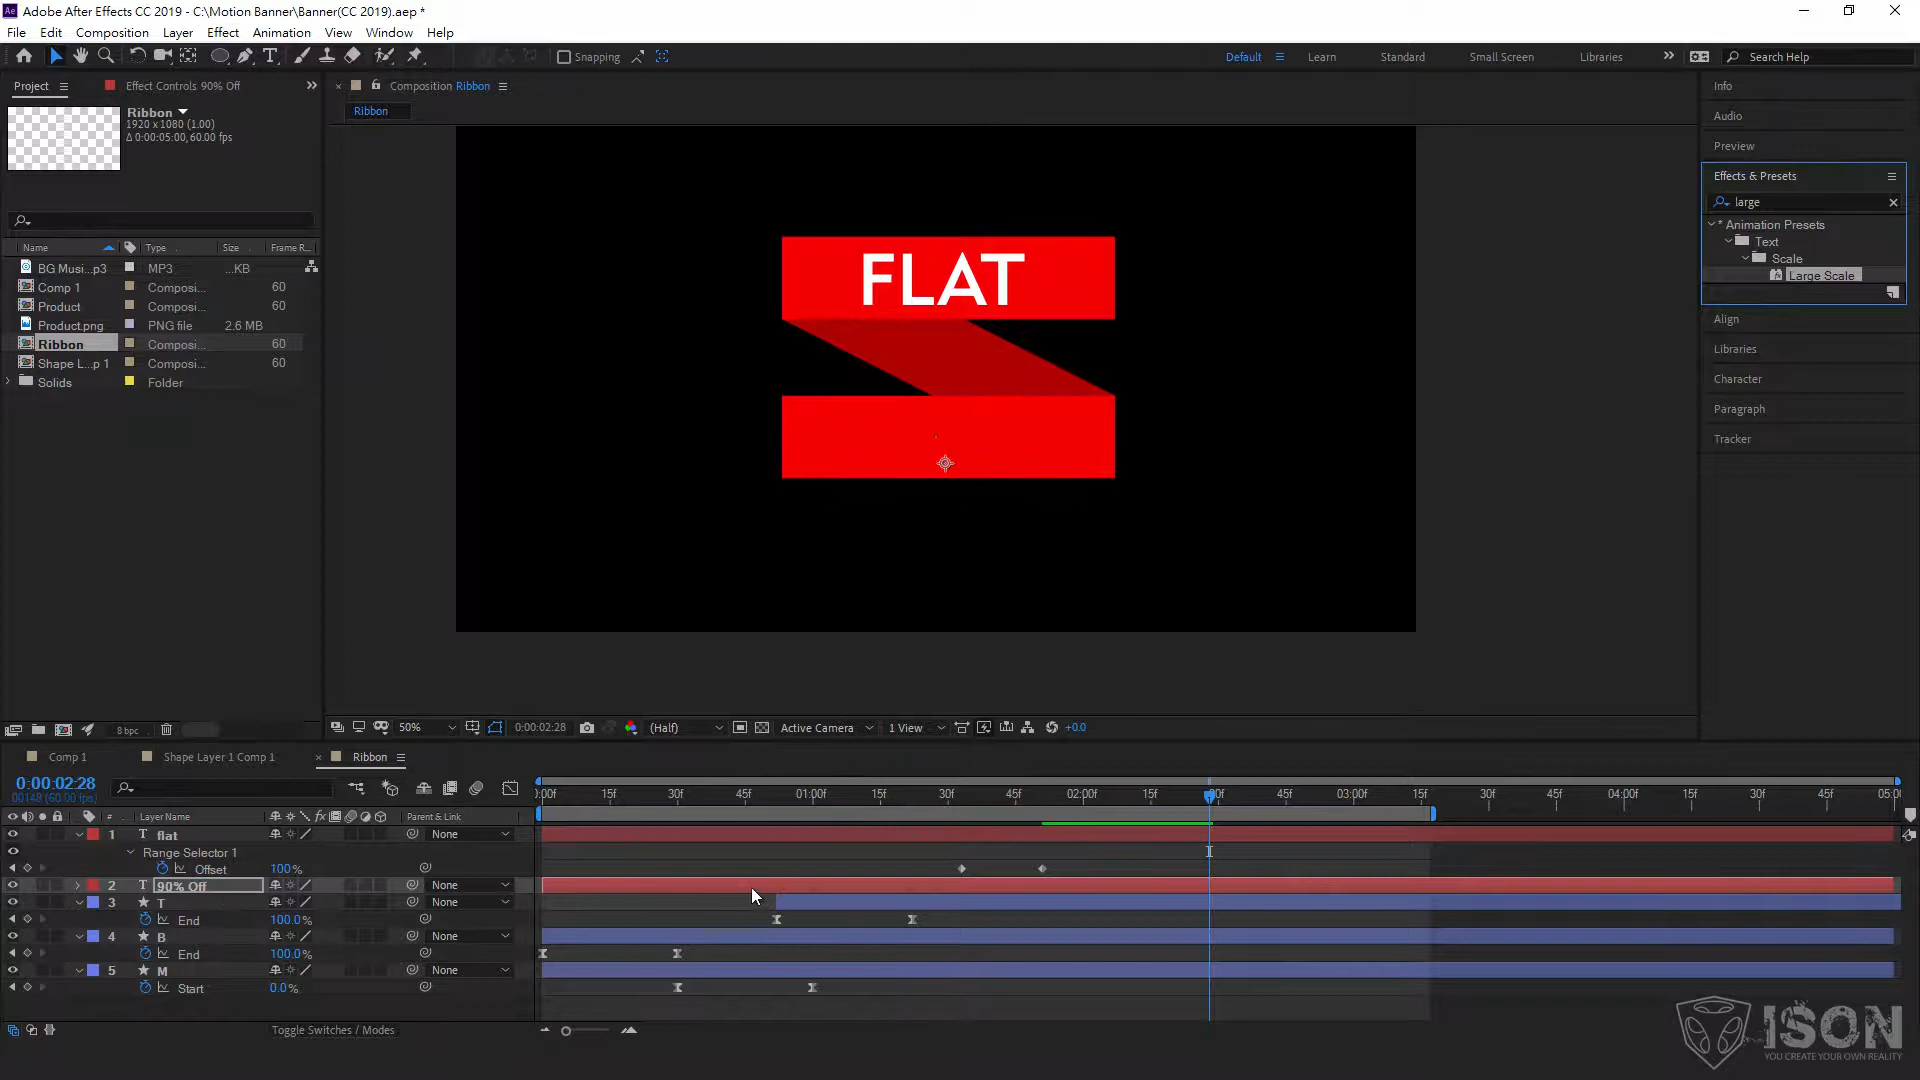 Adobe After Effects CC 2019 - C:\Motion Banner\Banner(CC 2019).aep *
File Edit Composition Layer Effect Animation View Window Help
Snapping
Default Learn Standard Small Screen Libraries Search Help
Project Effect Controls 90% Off
Composition Ribbon
Ribbon
Ribbon
1920 x 1080 (1.00)
Δ 0:00:05:00, 60.00 fps
Info
Audio
Preview
Effects & Presets
large
* Animation Presets
Text
Scale
Large Scale
Align
Libraries
Character
Paragraph
Tracker
Name Type Size Frame R...
BG Musi...p3 MP3 ...KB
Comp 1 Composi... 60
Product Composi... 60
Product.png PNG file 2.6 MB
Ribbon Composi... 60
Shape L...p 1 Composi... 60
Solids Folder
FLAT
8 bpc
50% 0:00:02:28 (Half) Active Camera 1 View +0.0
Comp 1 Shape Layer 1 Comp 1 Ribbon
0:00:02:28
00148 (60.00 fps)
:00f 15f 30f 45f 01:00f 15f 30f 45f 02:00f 15f 30f 45f 03:00f 15f 30f 45f 04:00f 15f 30f 45f 05:00
# Layer Name Parent & Link
1 T flat None
Range Selector 1
Offset 100%
2 T 90% Off None
3 T None
End 100.0%
4 B None
End 100.0%
5 M None
Start 0.0%
Toggle Switches / Modes
ISON
YOU CREATE YOUR OWN REALITY